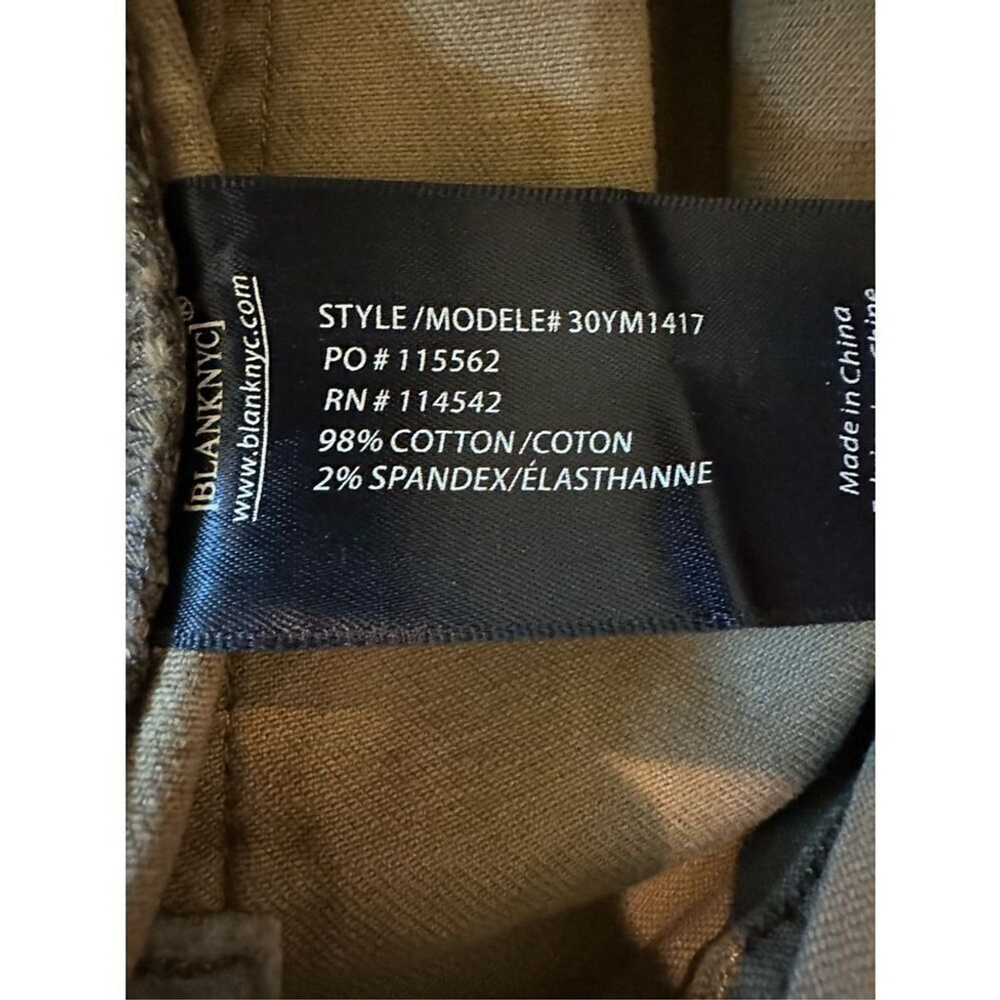 [BLANKNYC]®
www.blanknyc.com
STYLE/MODELE# 30YM1417
PO # 115562
RN # 114542
98% COTTON/COTON
2% SPANDEX/ÉLASTHANNE
Made in China